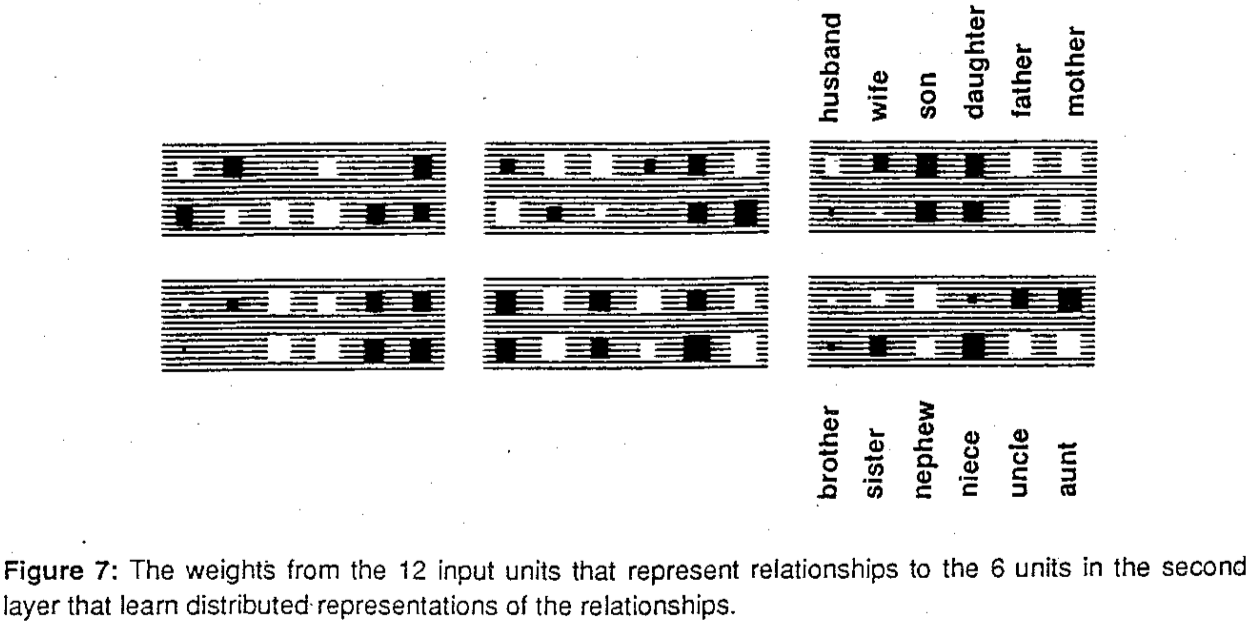 husband
wife
son
daughter
father
mother
brother
sister
nephew
niece
uncle
aunt
Figure 7: The weights from the 12 input units that represent relationships to the 6 units in the second
layer that learn distributed representations of the relationships.